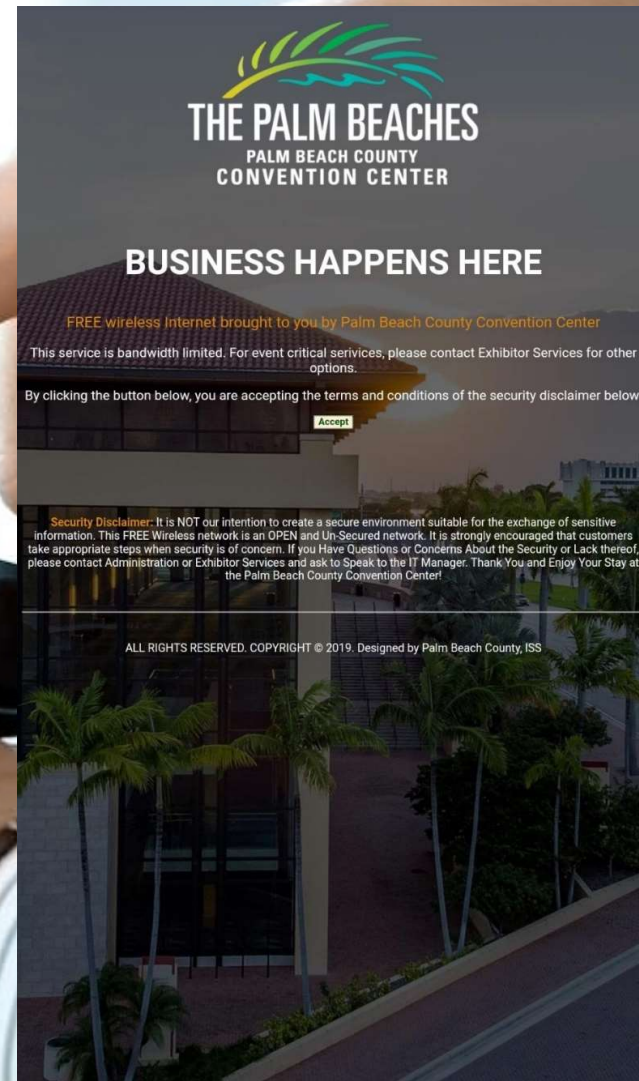 THE PALM BEACHES
PALM BEACH COUNTY
CONVENTION CENTER
BUSINESS HAPPENS HERE
FREE wireless Internet brought to you by Palm Beach County Convention Center
This service is bandwidth limited. For event critical serivices, please contact Exhibitor Services for other
options.
By clicking the button below, you are accepting the terms and conditions of the security disclaimer below
Accept
Security Disclaimer: It is NOT our intention to create a secure environment suitable for the exchange of sensitive
information. This FREE Wireless network is an OPEN and Un-Secured network. It is strongly encouraged that customers
take appropriate steps when security is of concern. If you Have Questions or Concerns About the Security or Lack thereof,
please contact Administration or Exhibitor Services and ask to Speak to the IT Manager. Thank You and Enjoy Your Stay at
the Palm Beach County Convention Center!
ALL RIGHTS RESERVED. COPYRIGHT © 2019. Designed by Palm Beach County, ISS